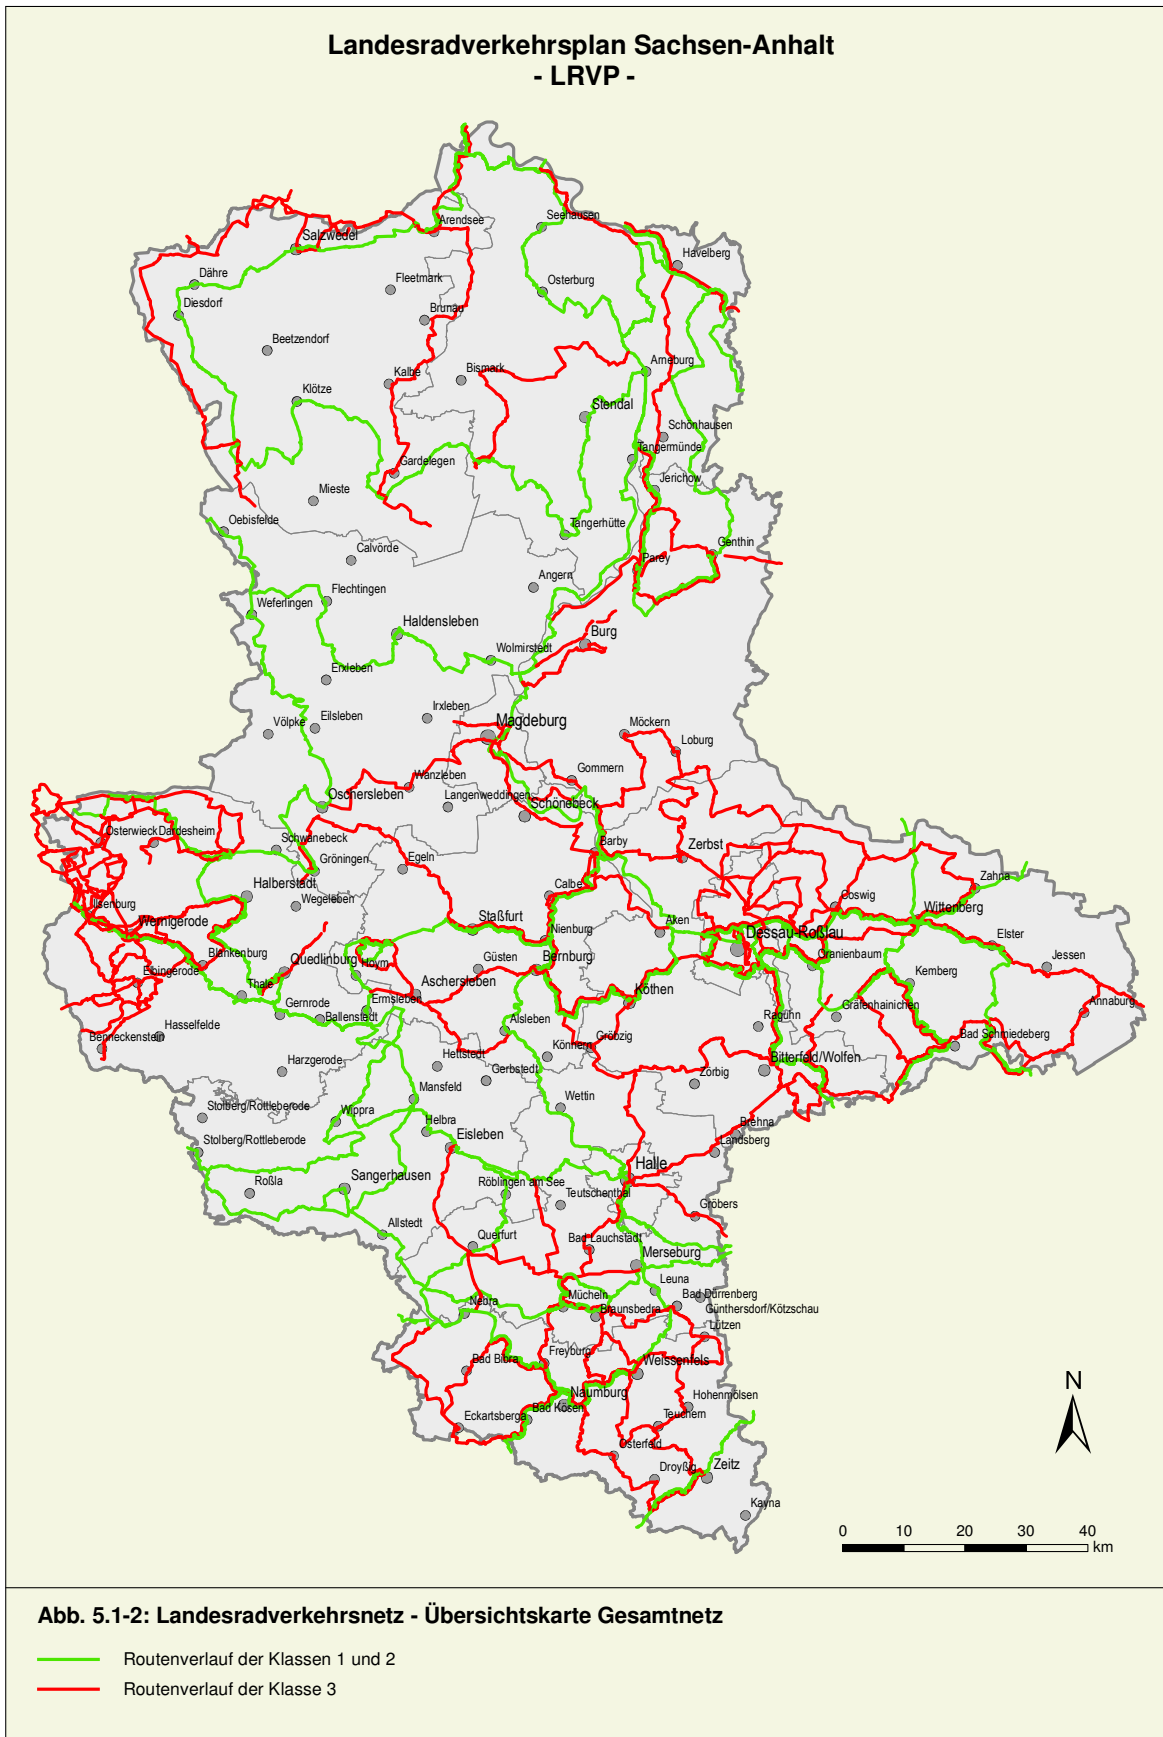 Landesradverkehrsplan Sachsen-Anhalt
- LRVP -
Arendsee
Seehausen
Salzwedel
Havelberg
Dähre
Fleetmark
Osterburg
Diesdorf
Brunau
Beetzendorf
Arneburg
Kalbe
Bismark
Klötze
Stendal
Schönhausen
Tangermünde
Gardelegen
Jerichow
Mieste
Oebisfelde
Tangerhütte
Genthin
Calvörde
Parey
Angern
Flechtingen
Weferlingen
Haldensleben
Burg
Wolmirstedt
Erxleben
Irxleben
Magdeburg
Möckern
Eilsleben
Völpke
Loburg
Gommern
Wanzleben
Oschersleben
Langenweddingen
Schönebeck
Osterwieck
Dardesheim
Schwanebeck
Barby
Zerbst
Gröningen
Egeln
Halberstadt
Calbe
Zahna
Wegeleben
Coswig
Ilsenburg
Wittenberg
Wernigerode
Staßfurt
Aken
Nienburg
Dessau-Roßlau
Elster
Blankenburg
Quedlinburg
Güsten
Bernburg
Oranienbaum
Jessen
Elbingerode
Hoym
Kemberg
Thale
Aschersleben
Köthen
Annaburg
Gernrode
Ermsleben
Gräfenhainichen
Ballenstedt
Alsleben
Raguhn
Hasselfelde
Gröbzig
Bad Schmiedeberg
Benneckenstein
Könnern
Harzgerode
Hettstedt
Bitterfeld/Wolfen
Gerbstedt
Zörbig
Mansfeld
Wettin
Stolberg/Rottleberode
Wippra
Helbra
Brehna
Eisleben
Stolberg/Rottleberode
Landsberg
Halle
Roßla
Sangerhausen
Röblingen am See
Teutschenthal
Gröbers
Allstedt
Querfurt
Bad Lauchstädt
Merseburg
Leuna
Bad Dürrenberg
Nebra
Mücheln
Günthersdorf/Kötzschau
Braunsbedra
Lützen
Freyburg
Weissenfels
Bad Bibra
Naumburg
Hohenmölsen
Eckartsberga
Bad Kösen
Teuchern
Osterfeld
Zeitz
Droyßig
Kayna
N
0 10 20 30 40
km
Abb. 5.1-2: Landesradverkehrsnetz - Übersichtskarte Gesamtnetz
Routenverlauf der Klassen 1 und 2
Routenverlauf der Klasse 3